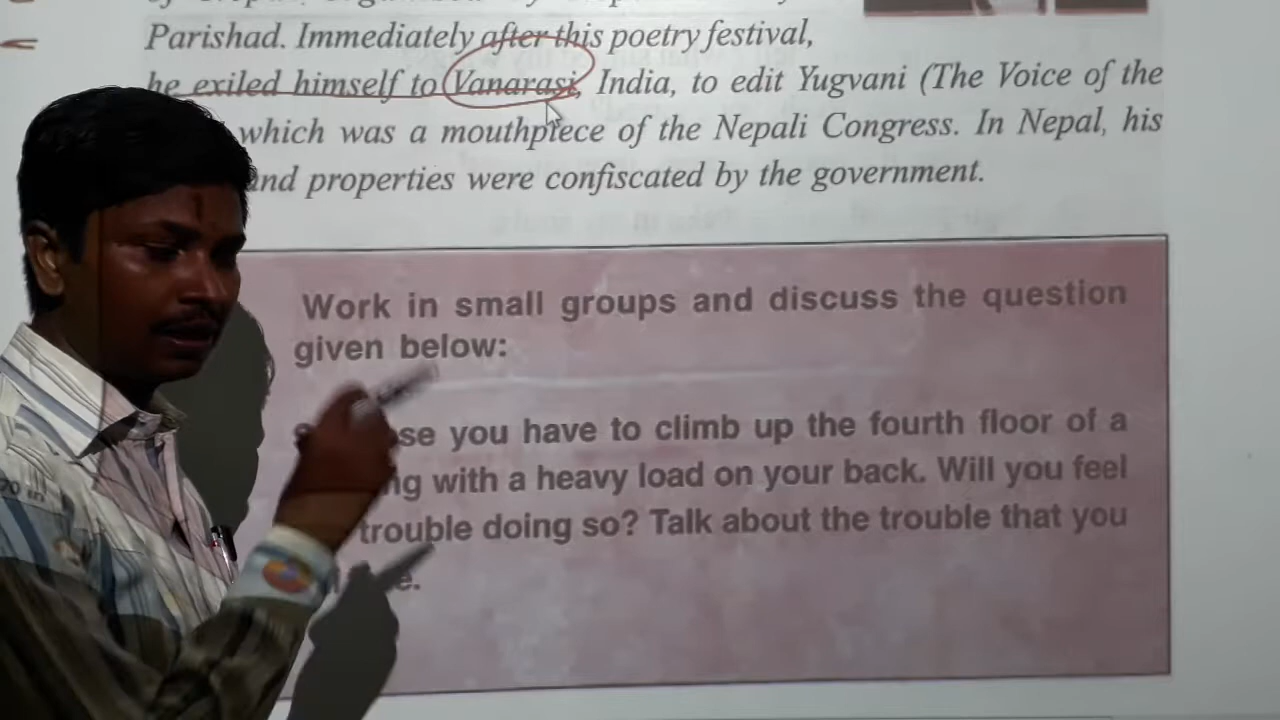 Parishad. Immediately after this poetry festival,
he exiled himself to Vanarasi, India, to edit Yugvani (The Voice of the
which was a mouthpiece of the Nepali Congress. In Nepal, his
and properties were confiscated by the government.
Work in small groups and discuss the question
given below:
you have to climb up the fourth floor of a
with a heavy load on your back. Will you feel
trouble doing so? Talk about the trouble that you